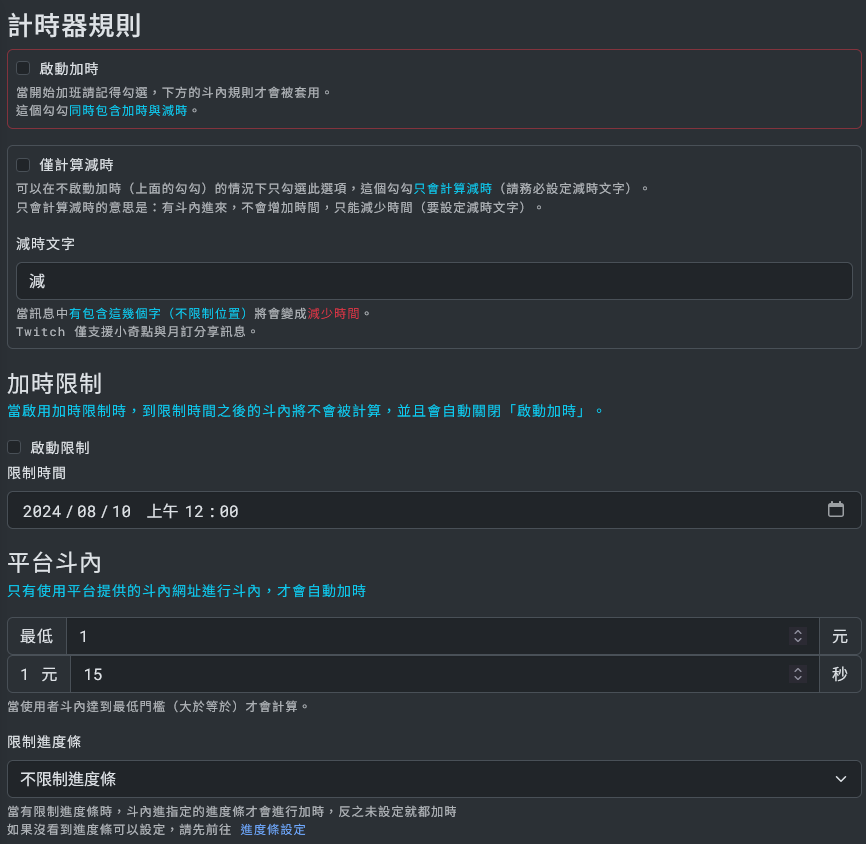 計時器規則
啟動加時
當開始加班請記得勾選，下方的斗內規則才會被套用。
這個勾勾同時包含加時與減時。
僅計算減時
可以在不啟動加時（上面的勾勾）的情況下只勾選此選項，這個勾勾只會計算減時（請務必設定減時文字）。
只會計算減時的意思是：有斗內進來，不會增加時間，只能減少時間（要設定減時文字）。
減時文字
減
當訊息中有包含這幾個字（不限制位置）將會變成減少時間。
Twitch 僅支援小奇點與月訂分享訊息。
加時限制
當啟用加時限制時，到限制時間之後的斗內將不會被計算，並且會自動關閉「啟動加時」。
啟動限制
限制時間
2024/08/10 上午 12:00
平台斗內
只有使用平台提供的斗內網址進行斗內，才會自動加時
最低 1 元
1 元 15 秒
當使用者斗內達到最低門檻（大於等於）才會計算。
限制進度條
不限制進度條
當有限制進度條時，斗內進指定的進度條才會進行加時，反之未設定就都加時
如果沒看到進度條可以設定，請先前往 進度條設定